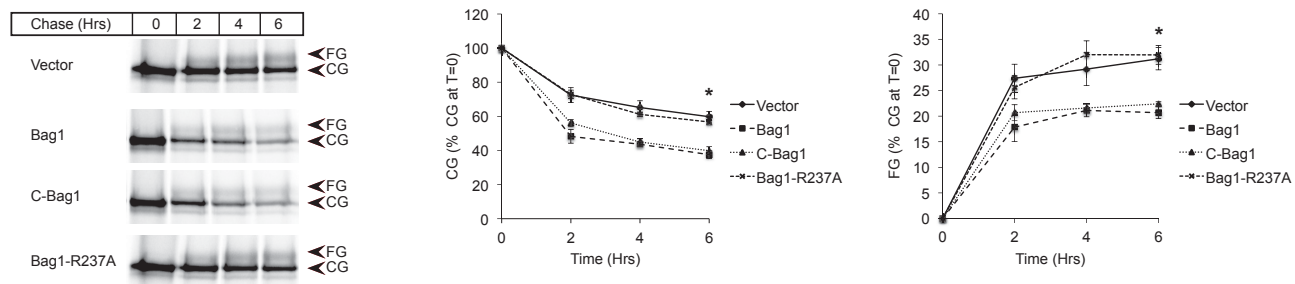 Chase (Hrs) 0 2 4 6
Vector
FG
CG
Bag1
FG
CG
C-Bag1
FG
CG
Bag1-R237A
FG
CG
CG (% CG at T=0)
120
100
80
60
40
20
0
0 2 4 6
Time (Hrs)
*
Vector
Bag1
C-Bag1
Bag1-R237A
FG (% CG at T=0)
35
30
25
20
15
10
5
0
0 2 4 6
Time (Hrs)
*
Vector
Bag1
C-Bag1
Bag1-R237A